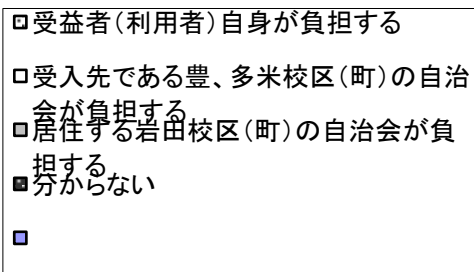 受益者(利用者)自身が負担する
受入先である豊、多米校区(町)の自治
会が負担する
居住する岩田校区(町)の自治会が負
担する
分からない